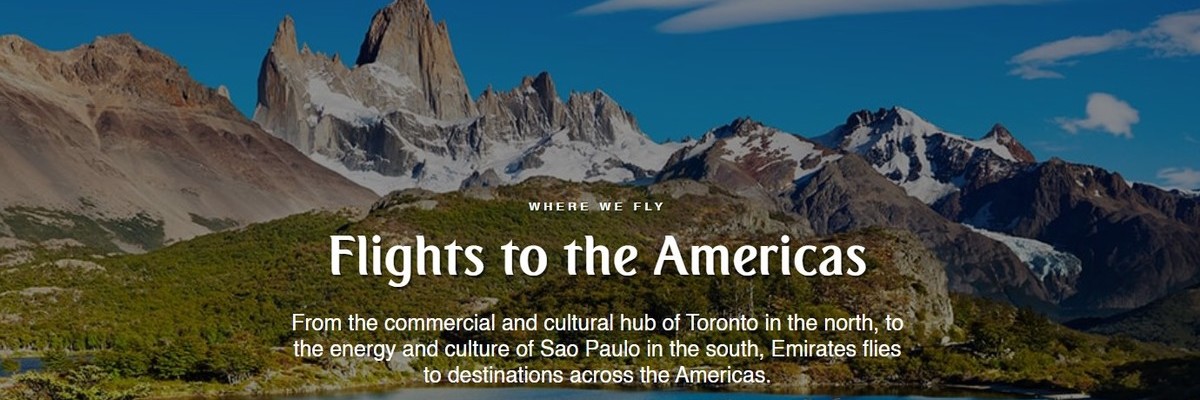 WHERE WE FLY
Flights to the Americas
From the commercial and cultural hub of Toronto in the north, to
the energy and culture of Sao Paulo in the south, Emirates flies
to destinations across the Americas.